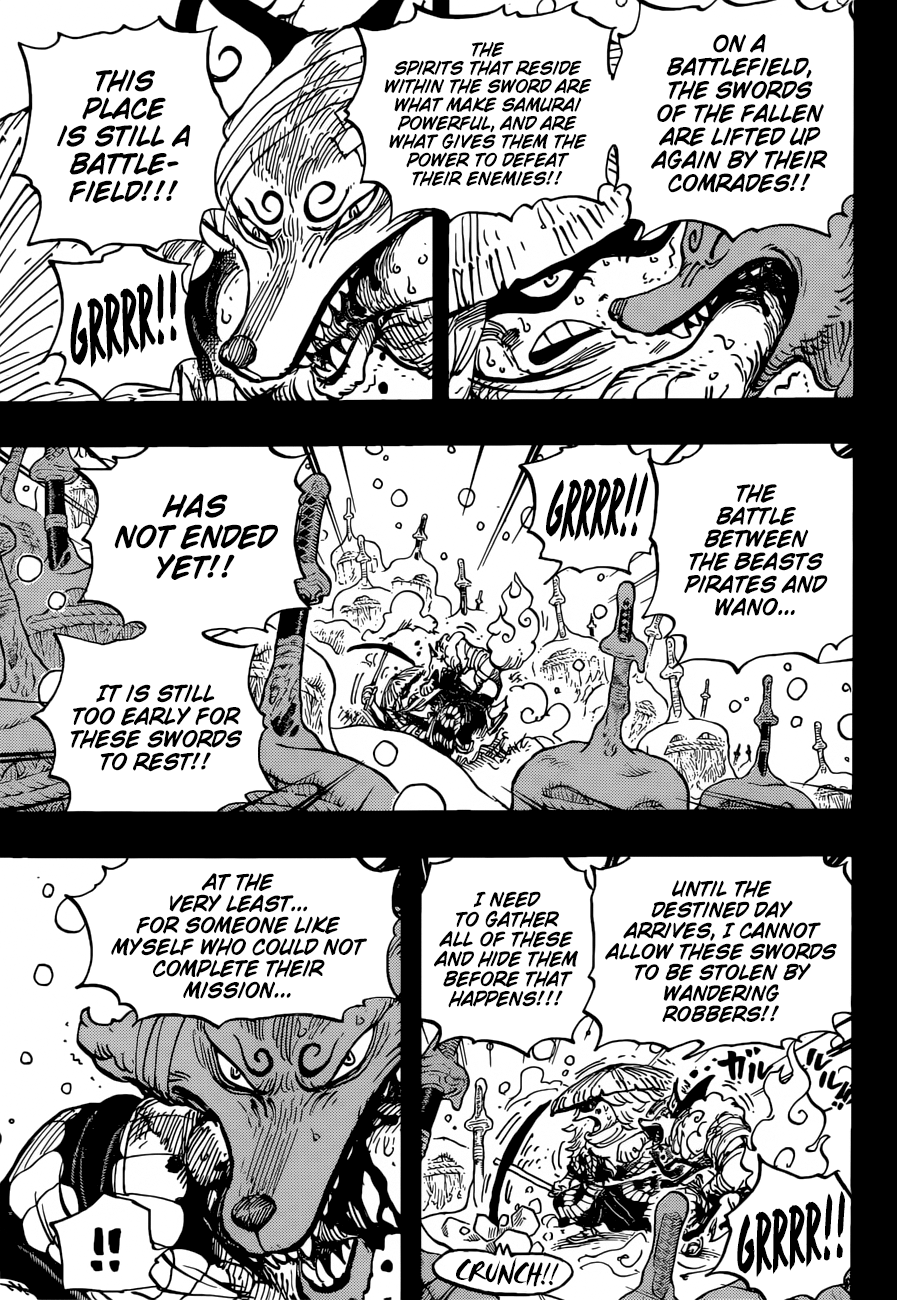 ON A
BATTLEFIELD,
THE SWORDS
OF THE FALLEN
ARE LIFTED UP
AGAIN BY THEIR
COMRADES!!
THE
SPIRITS THAT RESIDE
WITHIN THE SWORD ARE
WHAT MAKE SAMURAI
POWERFUL, AND ARE
WHAT GIVES THEM THE
POWER TO DEFEAT
THEIR ENEMIES!!
THIS
PLACE
IS STILL A
BATTLE-
FIELD!!!
GRRRR!!
THE
BATTLE
BETWEEN
THE BEASTS
PIRATES AND
WANO...
GRRRR!!
HAS
NOT ENDED
YET!!
IT IS STILL
TOO EARLY FOR
THESE SWORDS
TO REST!!
UNTIL THE
DESTINED DAY
ARRIVES, I CANNOT
ALLOW THESE SWORDS
TO BE STOLEN BY
WANDERING
ROBBERS!!
I NEED
TO GATHER
ALL OF THESE
AND HIDE THEM
BEFORE THAT
HAPPENS!!!
ガルルルル!!
GRRRR!!
CRUNCH!!
AT THE
VERY LEAST...
FOR SOMEONE LIKE
MYSELF WHO COULD NOT
COMPLETE THEIR
MISSION...
!!